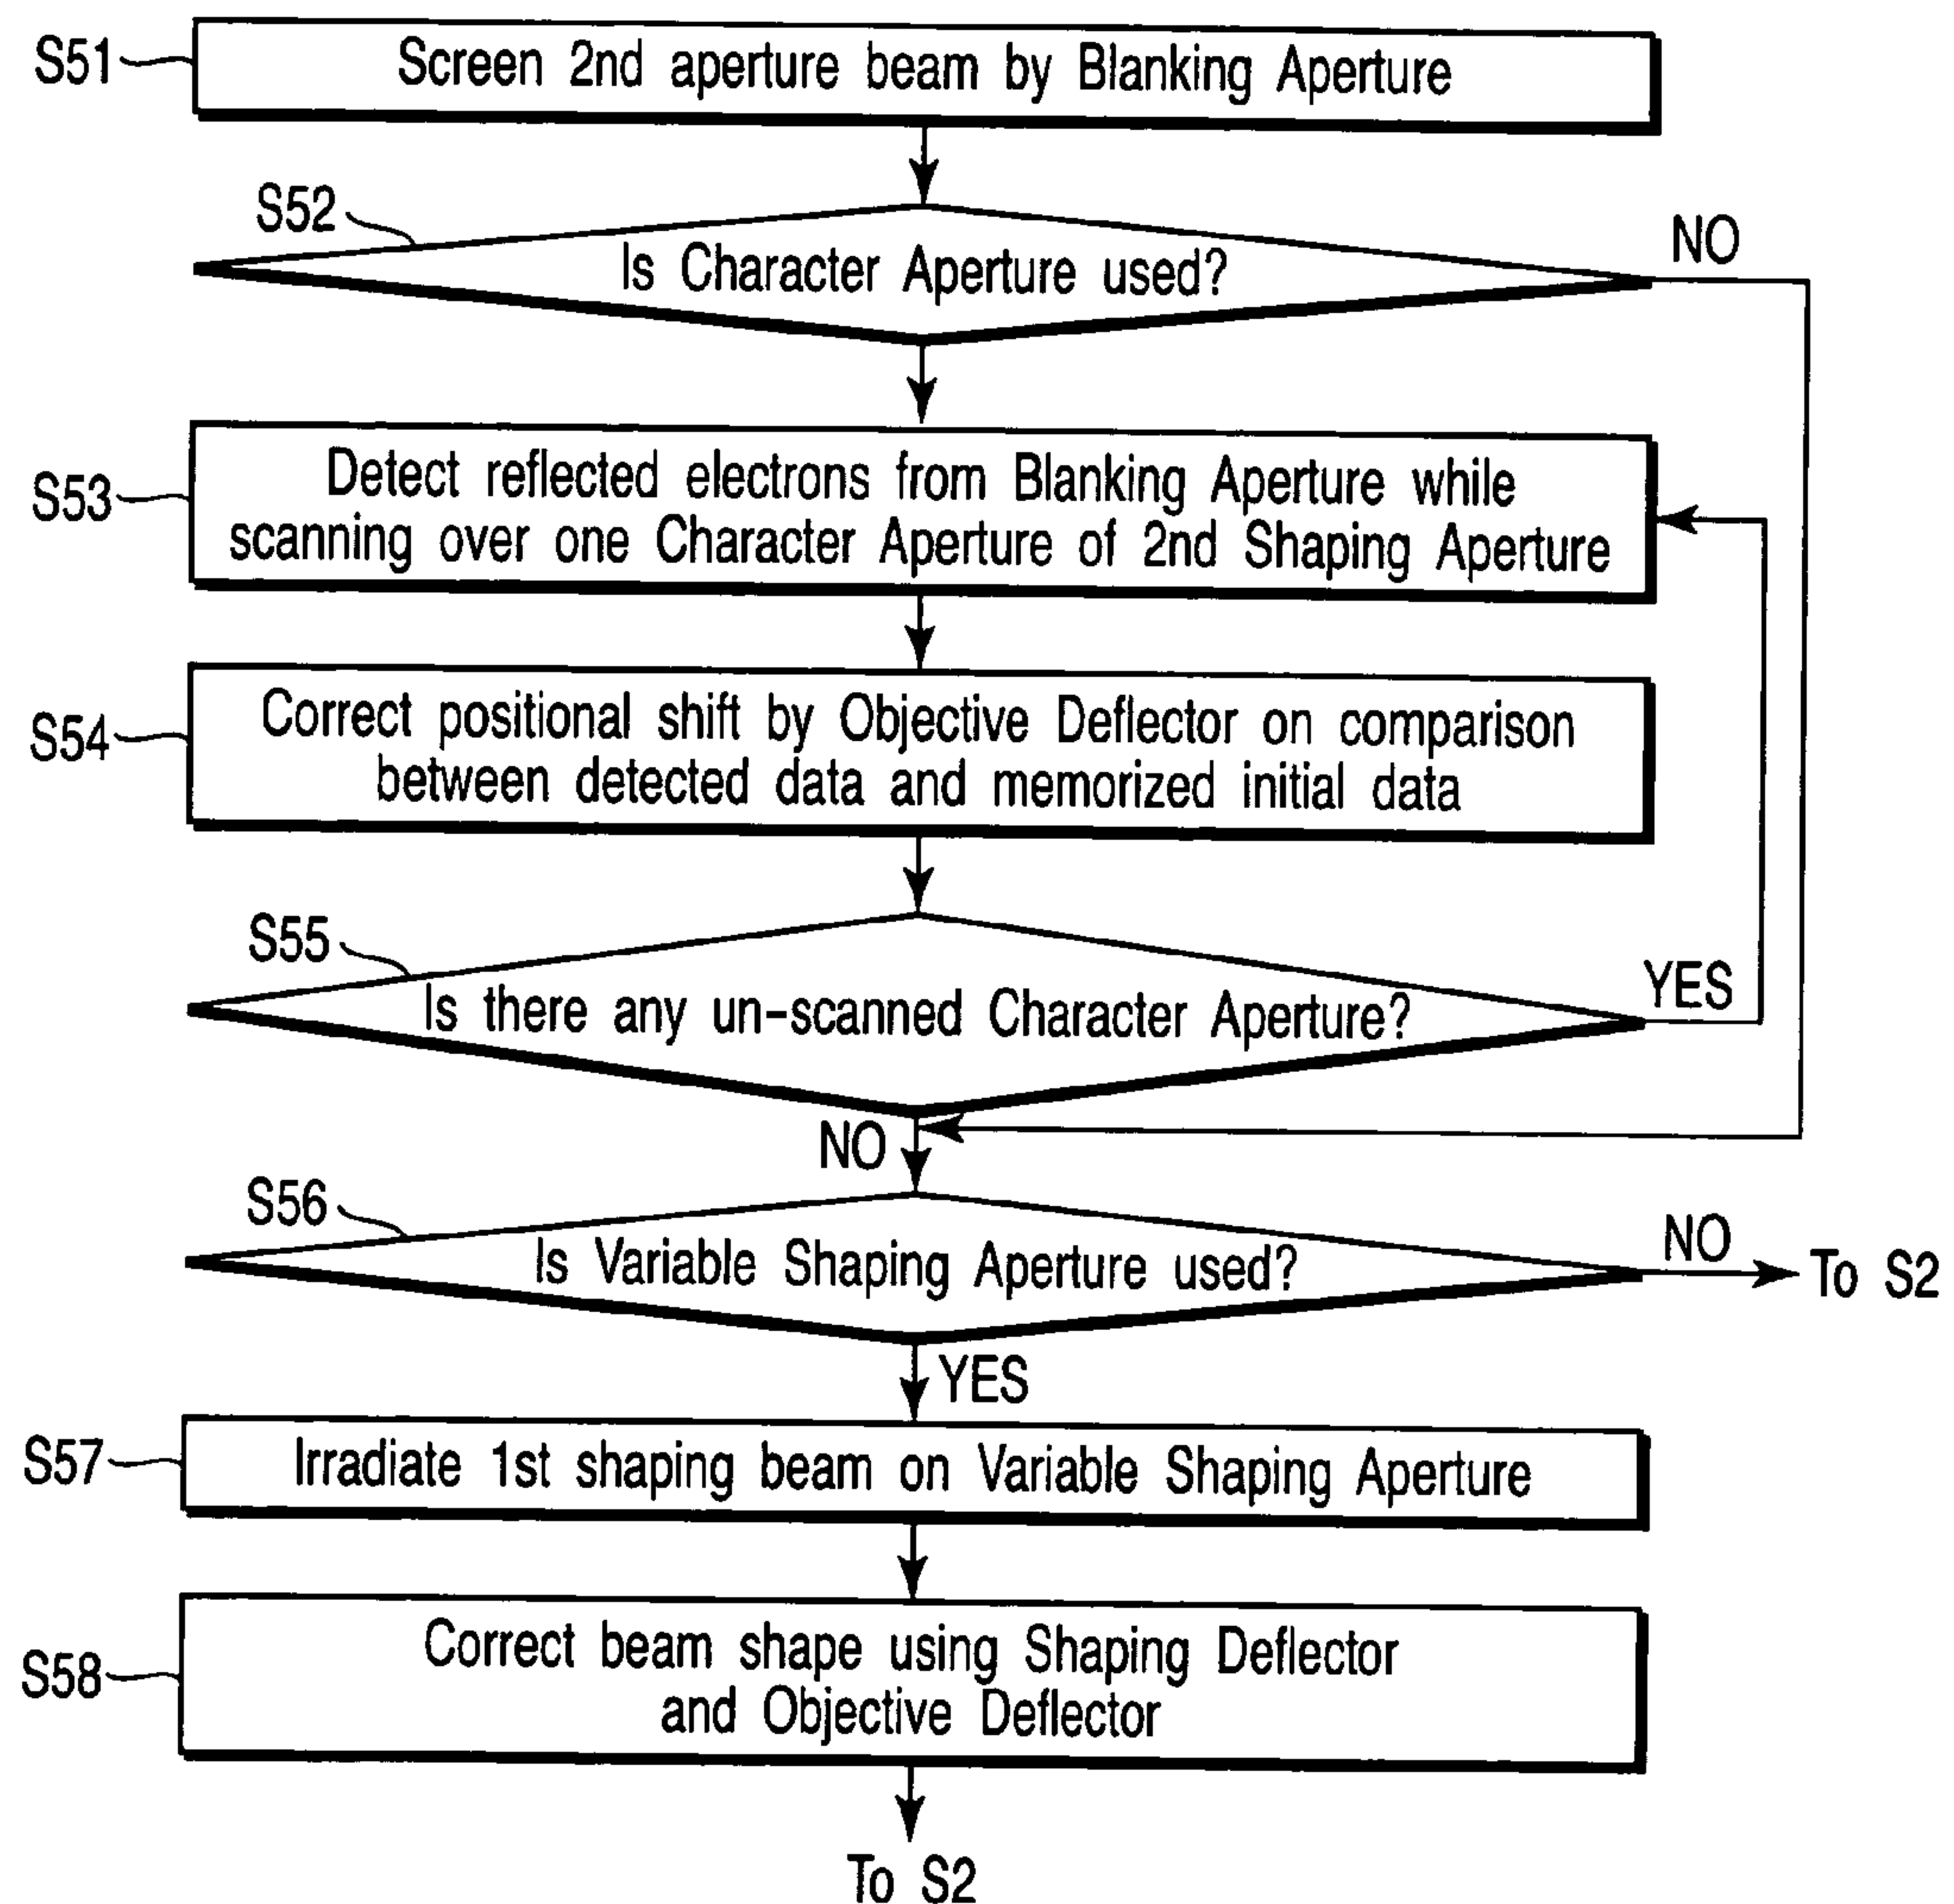 S51
Screen 2nd aperture beam by Blanking Aperture
S52
Is Character Aperture used?
NO
S53
Detect reflected electrons from Blanking Aperture while
scanning over one Character Aperture of 2nd Shaping Aperture
S54
Correct positional shift by Objective Deflector on comparison
between detected data and memorized initial data
S55
Is there any un-scanned Character Aperture?
YES
NO
S56
Is Variable Shaping Aperture used?
NO
To S2
YES
S57
Irradiate 1st shaping beam on Variable Shaping Aperture
S58
Correct beam shape using Shaping Deflector
and Objective Deflector
To S2